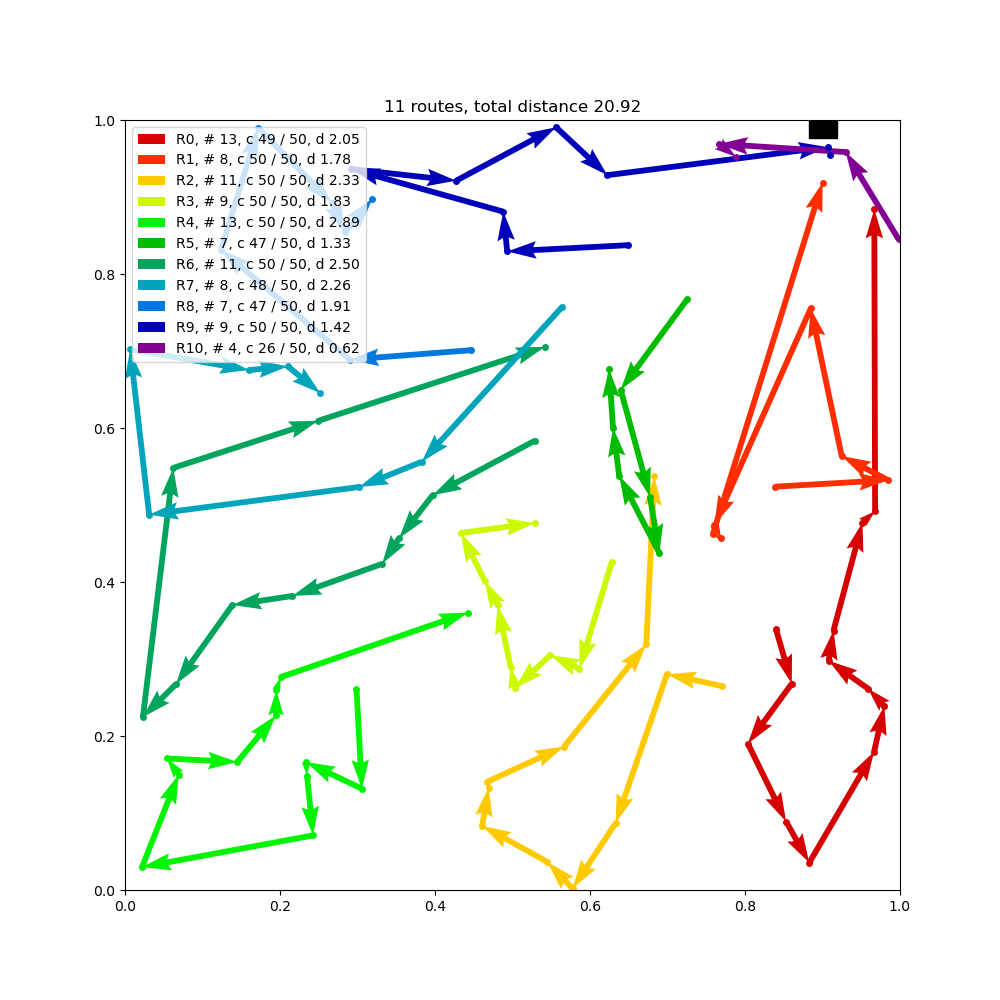 11 routes, total distance 20.92
1.0
0.8
0.6
0.4
0.2
0.0
R0, # 13, c 49 / 50, d 2.05
R1, # 8, c 50 / 50, d 1.78
R2, # 11, c 50 / 50, d 2.33
R3, # 9, c 50 / 50, d 1.83
R4, # 13, c 50 / 50, d 2.89
R5, # 7, c 47 / 50, d 1.33
R6, # 11, c 50 / 50, d 2.50
R7, # 8, c 48 / 50, d 2.26
R8, # 7, c 47 / 50, d 1.91
R9, # 9, c 50 / 50, d 1.42
R10, # 4, c 26 / 50, d 0.62
0.0 0.2 0.4 0.6 0.8 1.0